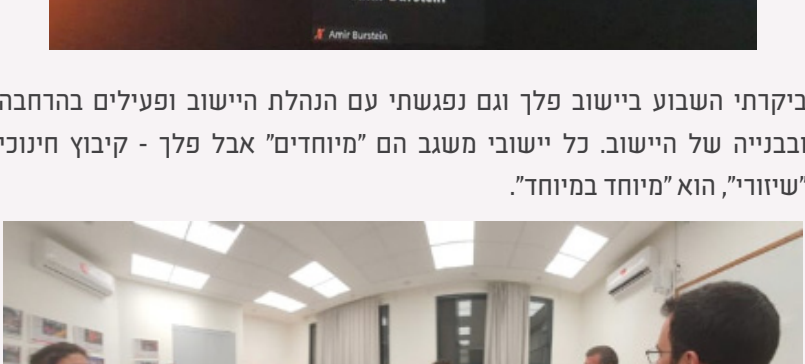 Amir Burstein
ביקרתי השבוע ביישוב פלך וגם נפגשתי עם הנהלת היישוב ופעילים בהרחבה
ובבנייה של היישוב. כל יישובי משגב הם "מיוחדים" אבל פלך - קיבוץ חינוכי
"שיזורי", הוא "מיוחד במיוחד".